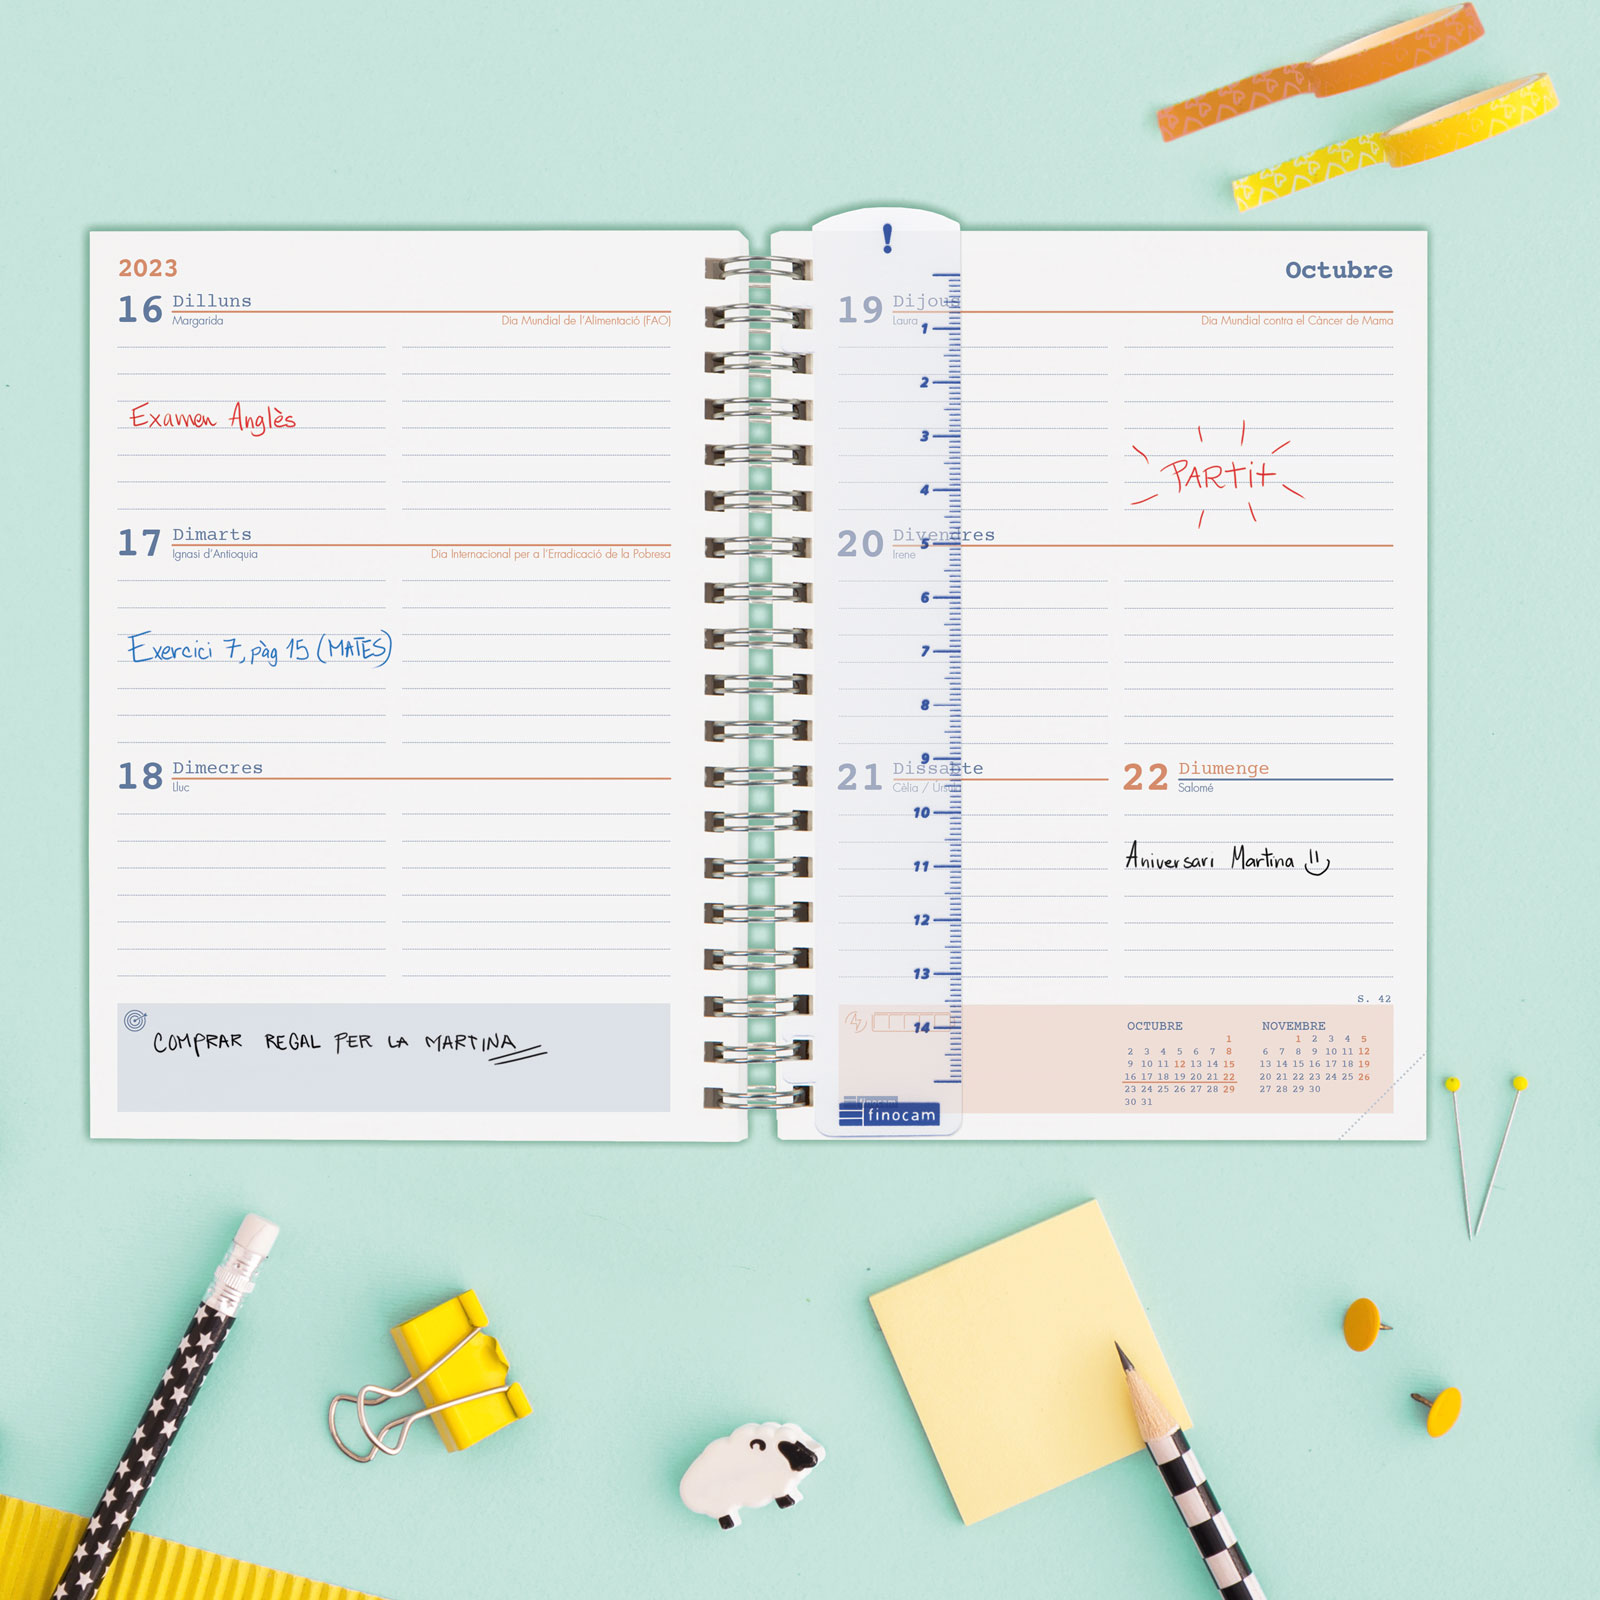 2023
16 Dilluns
Margarida Dia Mundial de l'Alimentació (FAO)
Examen Anglès
17 Dimarts
Ignasi d'Antioquia Dia Internacional per a l'Erradicació de la Pobresa
Exercici 7, pàg 15 (MATES)
18 Dimecres
Lluc
COMPRAR REGAL PER LA MARTINA
!
Octubre
19 Dijous
Laura Dia Mundial contra el Càncer de Mama
PARTIT
20 Divendres
Irene
21 Dissabte
Cèlia / Úrsula
22 Diumenge
Salomé
Aniversari Martina
1
2
3
4
5
6
7
8
9
10
11
12
13
14
finocam
S. 42
OCTUBRE
1
2 3 4 5 6 7 8
9 10 11 12 13 14 15
16 17 18 19 20 21 22
23 24 25 26 27 28 29
30 31
NOVEMBRE
1 2 3 4 5
6 7 8 9 10 11 12
13 14 15 16 17 18 19
20 21 22 23 24 25 26
27 28 29 30